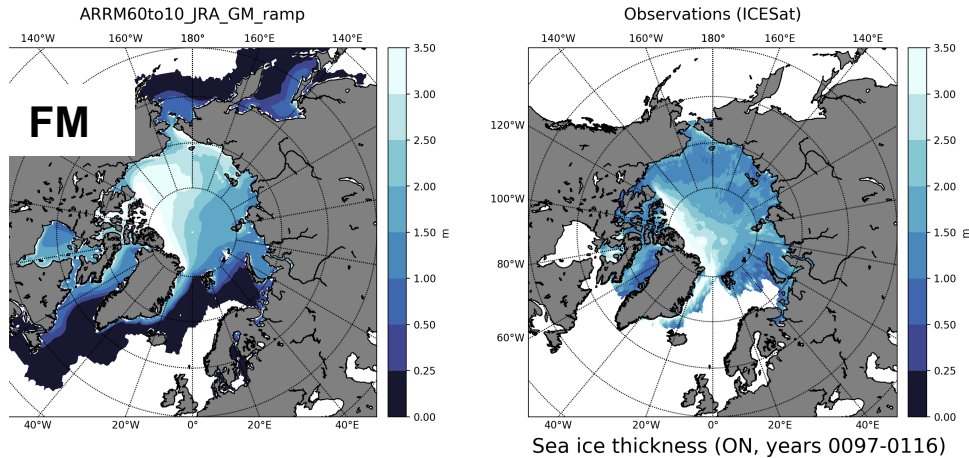 ARRM60to10_JRA_GM_ramp
Observations (ICESat)
140°W 160°W 180° 160°E 140°E
140°W 160°W 180° 160°E 140°E
FM
3.50
3.00
2.50
2.00
1.50
1.00
0.50
0.25
0.00
m
40°W 20°W 0° 20°E 40°E
120°W
100°W
80°W
60°W
3.50
3.00
2.50
2.00
1.50
1.00
0.50
0.25
0.00
m
40°W 20°W 0° 20°E 40°E
Sea ice thickness (ON, years 0097-0116)